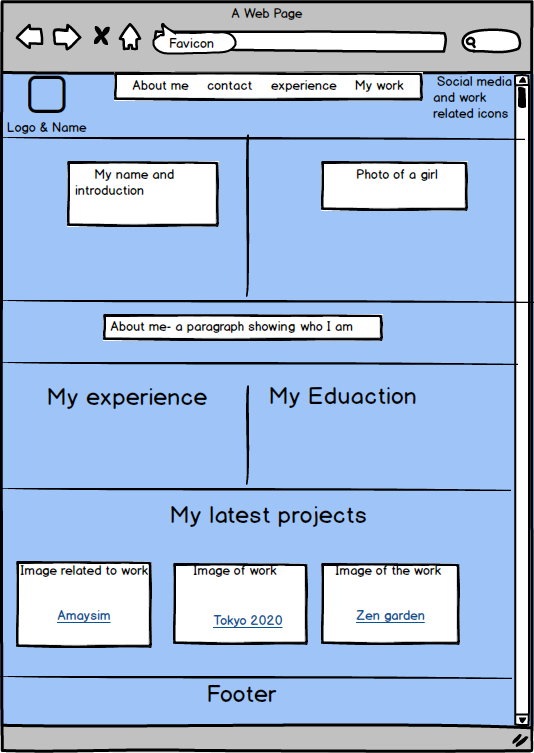 A Web Page
Favicon
About me contact experience My work
Social media
and work
related icons
Logo & Name
My name and
introduction
Photo of a girl
About me- a paragraph showing who I am
My experience
My Eduaction
My latest projects
Image related to work
Amaysim
Image of work
Tokyo 2020
Image of the work
Zen garden
Footer